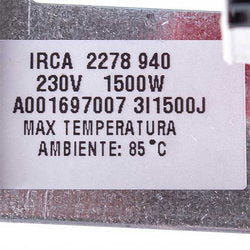 IRCA 2278 940
230V 1500W
A001697007 3I1500J
MAX TEMPERATURA
AMBIENTE: 85°C